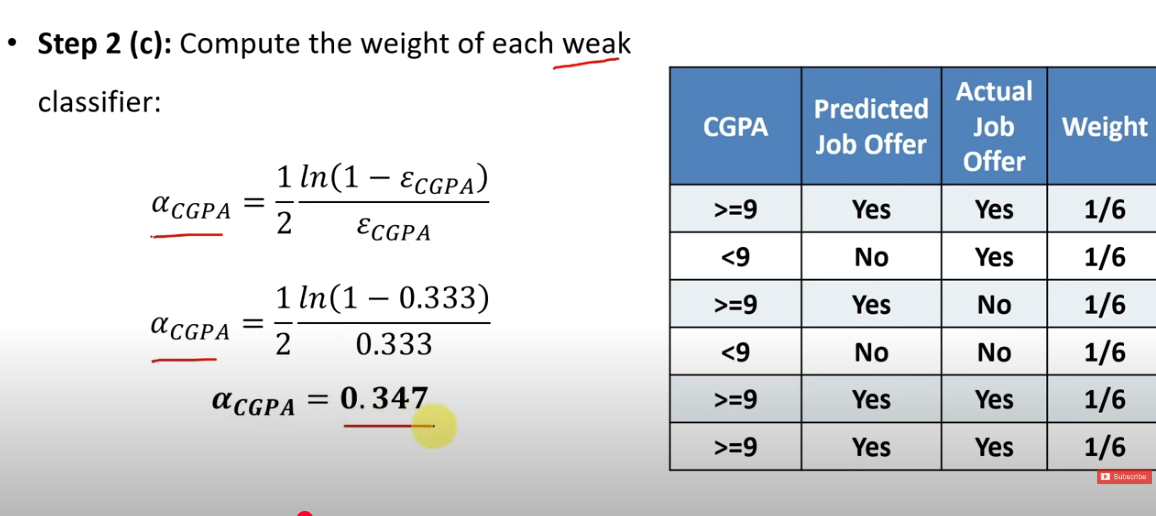 • Step 2 (c): Compute the weight of each weak
classifier:
α_CGPA = 1/2 ln(1 − ε_CGPA)/ε_CGPA
α_CGPA = 1/2 ln(1 − 0.333)/0.333
α_CGPA = 0.347
CGPA Predicted Job Offer Actual Job Offer Weight
>=9 Yes Yes 1/6
<9 No Yes 1/6
>=9 Yes No 1/6
<9 No No 1/6
>=9 Yes Yes 1/6
>=9 Yes Yes 1/6
Subscribe